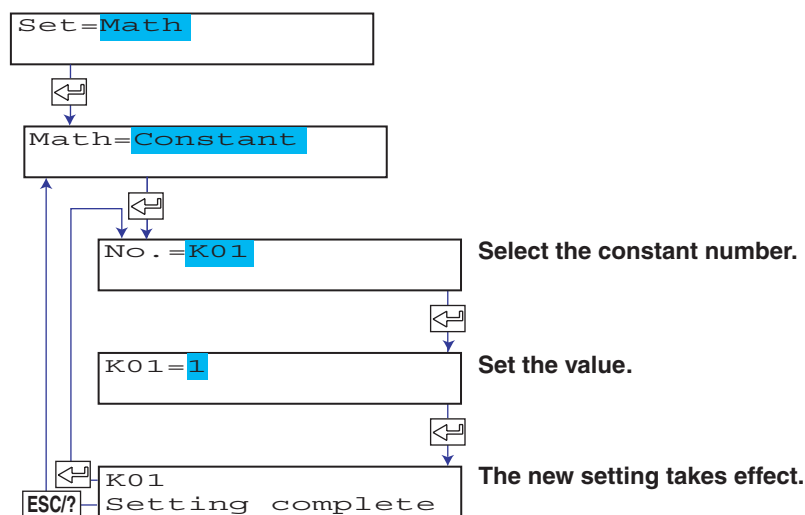 Set=Math
Math=Constant
No.=K01
Select the constant number.
K01=1
Set the value.
K01
The new setting takes effect.
ESC/?
Setting complete